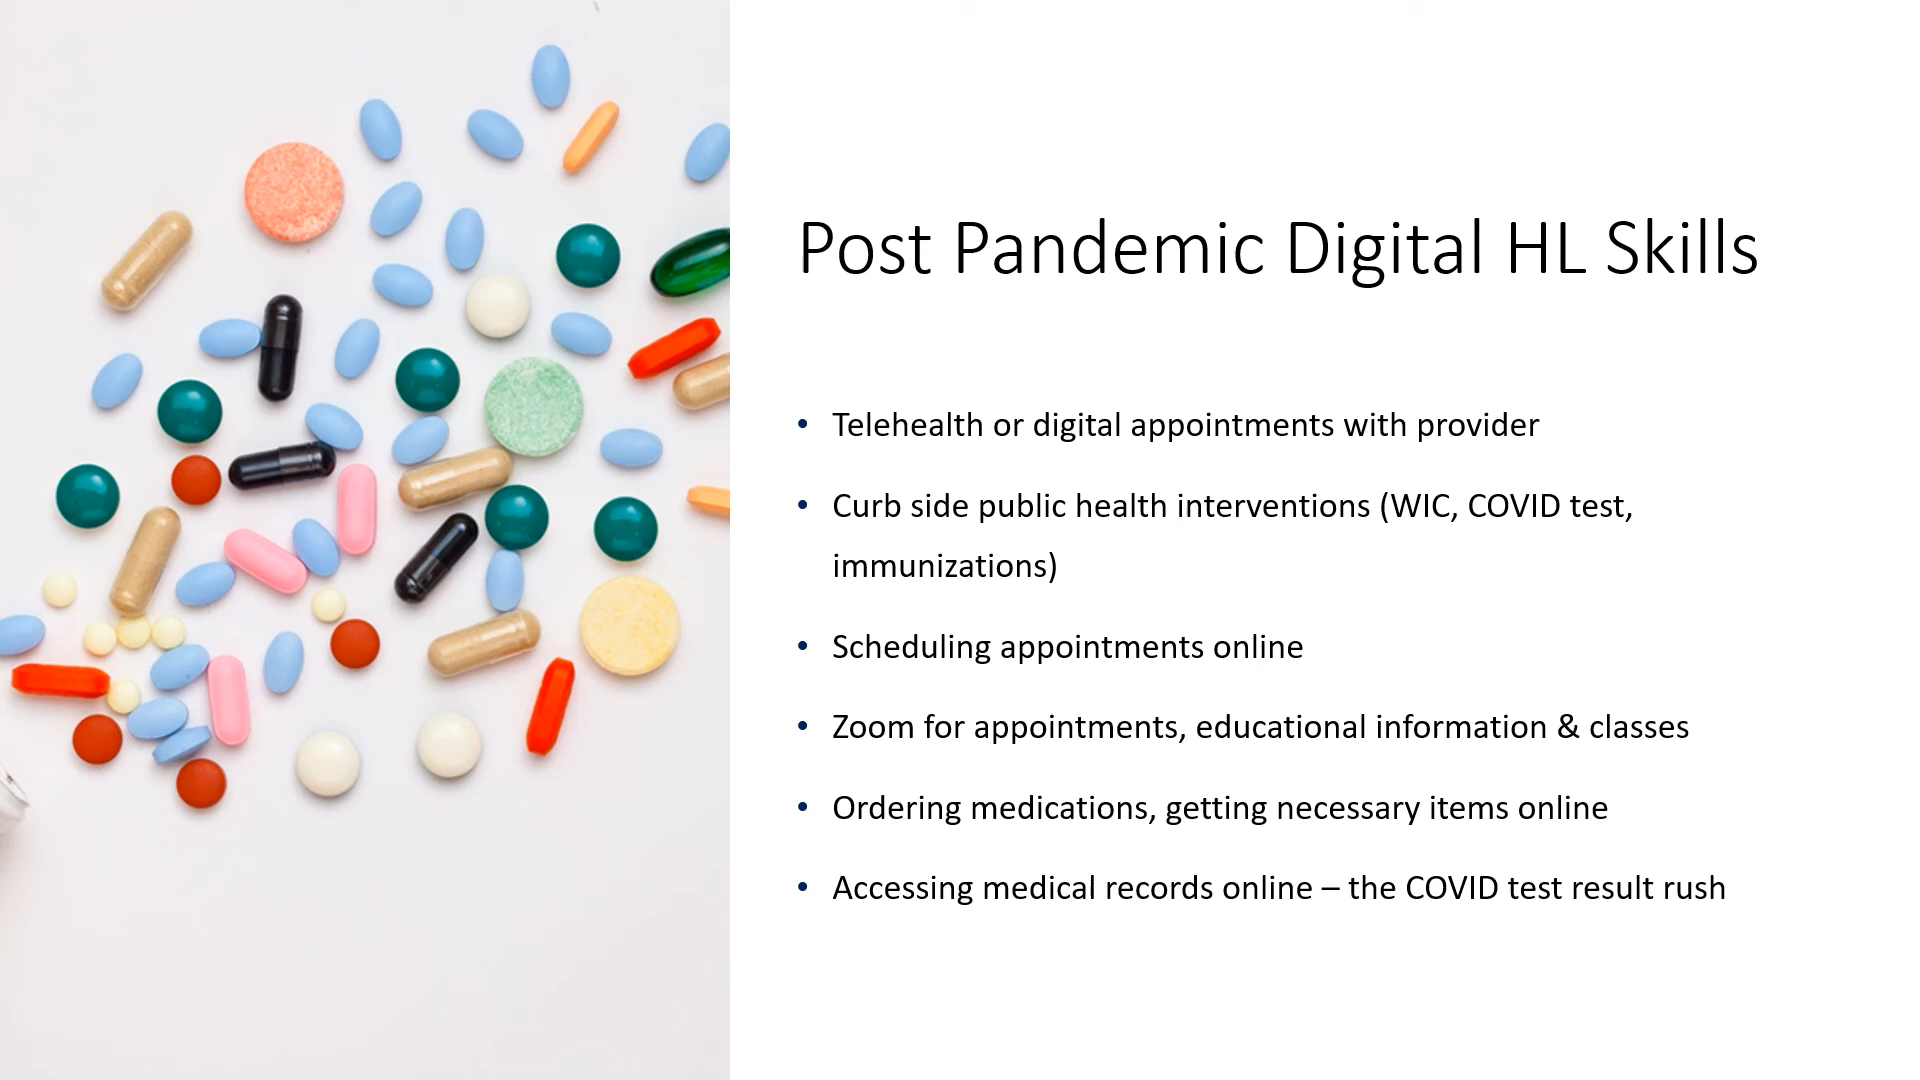 Post Pandemic Digital HL Skills
• Telehealth or digital appointments with provider
• Curb side public health interventions (WIC, COVID test,
immunizations)
• Scheduling appointments online
• Zoom for appointments, educational information & classes
• Ordering medications, getting necessary items online
• Accessing medical records online – the COVID test result rush